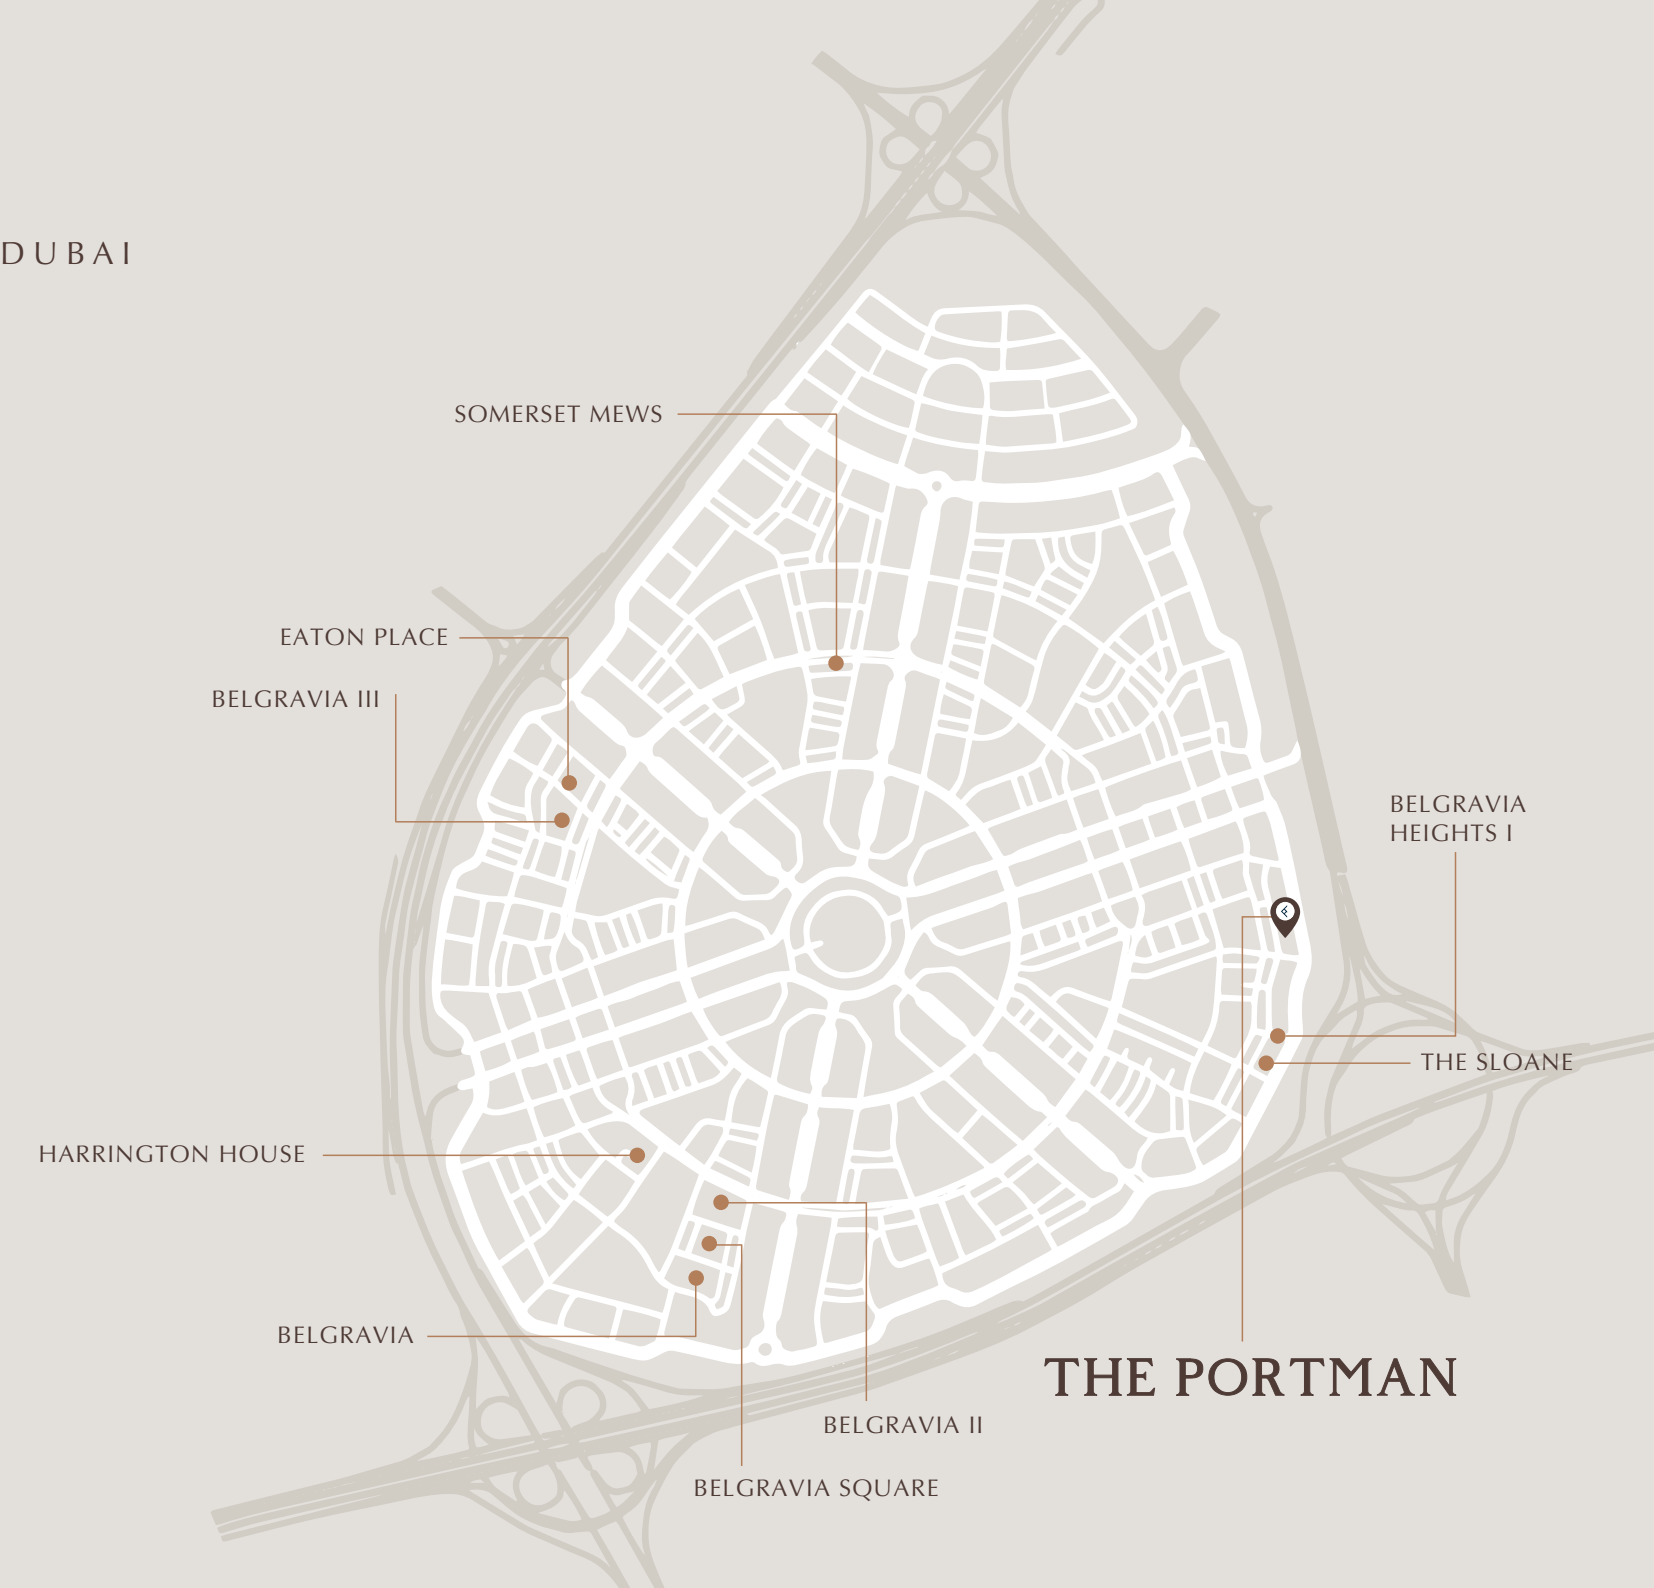 DUBAI
SOMERSET MEWS
EATON PLACE
BELGRAVIA III
BELGRAVIA
HEIGHTS I
THE SLOANE
HARRINGTON HOUSE
BELGRAVIA
THE PORTMAN
BELGRAVIA II
BELGRAVIA SQUARE